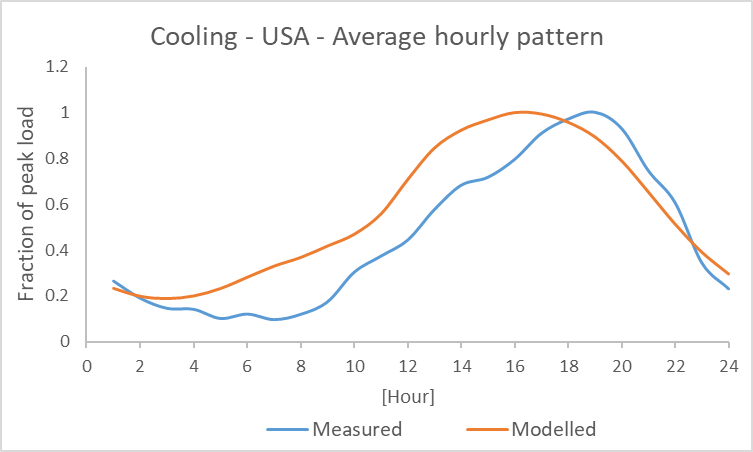 Cooling - USA - Average hourly pattern
Fraction of peak load
1.2
1
0.8
0.6
0.4
0.2
0
0 2 4 6 8 10 12 14 16 18 20 22 24
[Hour]
Measured Modelled